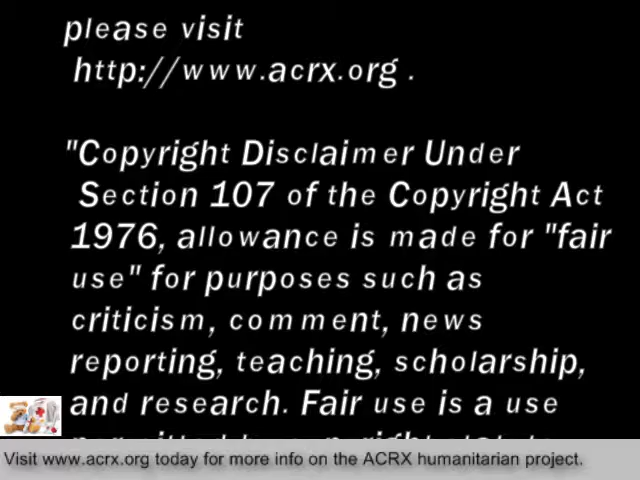 please visit
http://www.acrx.org .
"Copyright Disclaimer Under
Section 107 of the Copyright Act
1976, allowance is made for "fair
use" for purposes such as
criticism, comment, news
reporting, teaching, scholarship,
and research. Fair use is a use
Visit www.acrx.org today for more info on the ACRX humanitarian project.